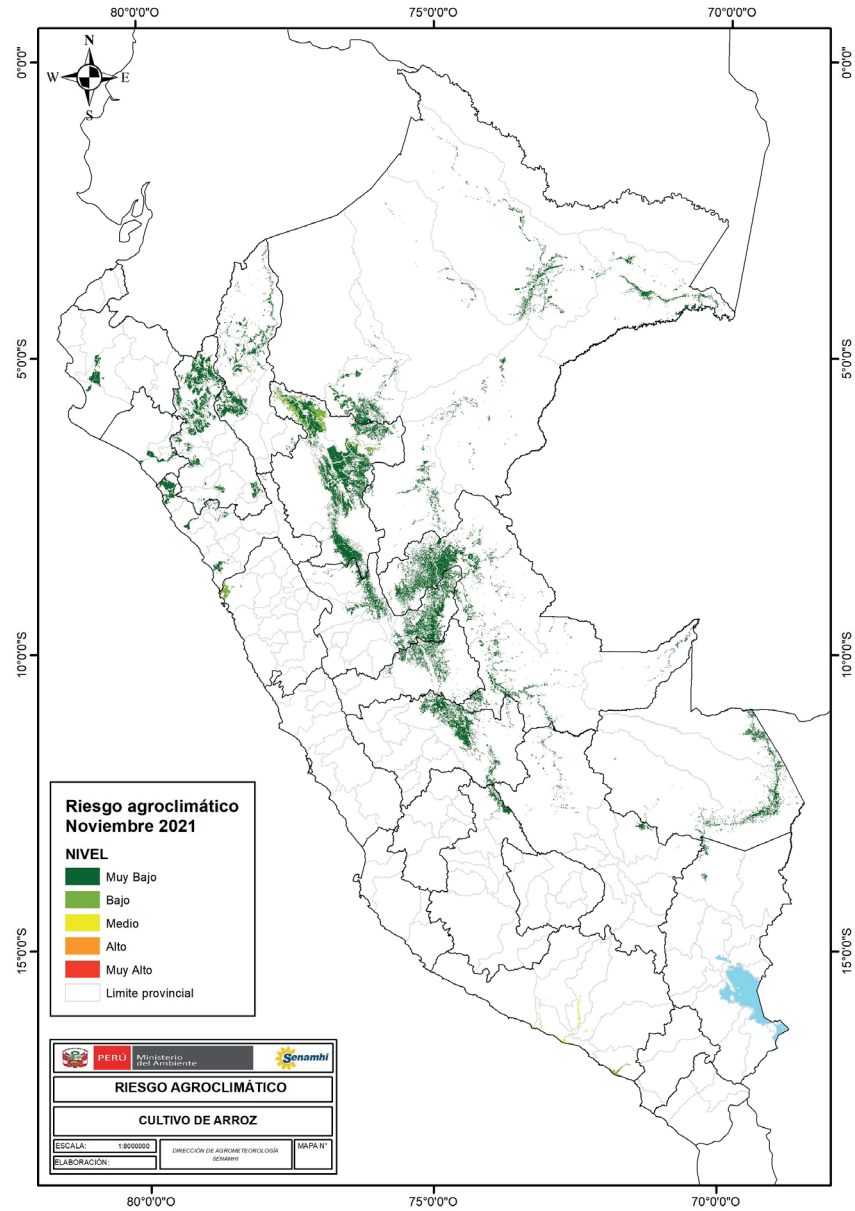 80°0'0"O 75°0'0"O 70°0'0"O
N
W E
S
0°0'0" 0°0'0"
5°0'0"S 5°0'0"S
10°0'0"S 10°0'0"S
15°0'0"S 15°0'0"S
Riesgo agroclimático
Noviembre 2021
NIVEL
Muy Bajo
Bajo
Medio
Alto
Muy Alto
Limite provincial
PERÚ Ministerio
del Ambiente
Senamhi
RIESGO AGROCLIMÁTICO
CULTIVO DE ARROZ
ESCALA: 1:8000000
ELABORACIÓN:
DIRECCIÓN DE AGROMETEOROLOGÍA
SENAMHI
MAPA N°
80°0'0"O 75°0'0"O 70°0'0"O